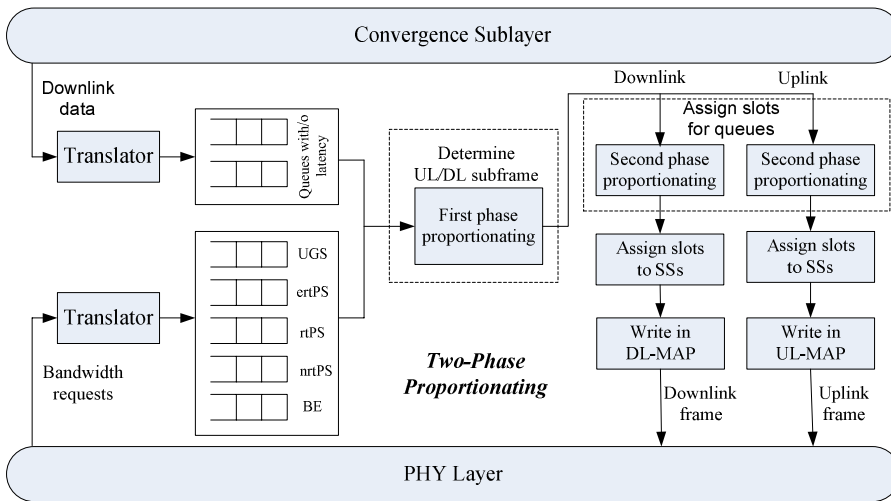 Convergence Sublayer
Downlink
data
Translator
Queues with/o
latency
Determine
UL/DL subframe
First phase
proportionating
Downlink
Uplink
Assign slots
for queues
Second phase
proportionating
Second phase
proportionating
Assign slots
to SSs
Assign slots
to SSs
Write in
DL-MAP
Write in
UL-MAP
Downlink
frame
Uplink
frame
UGS
ertPS
rtPS
nrtPS
BE
Translator
Bandwidth
requests
Two-Phase
Proportionating
PHY Layer